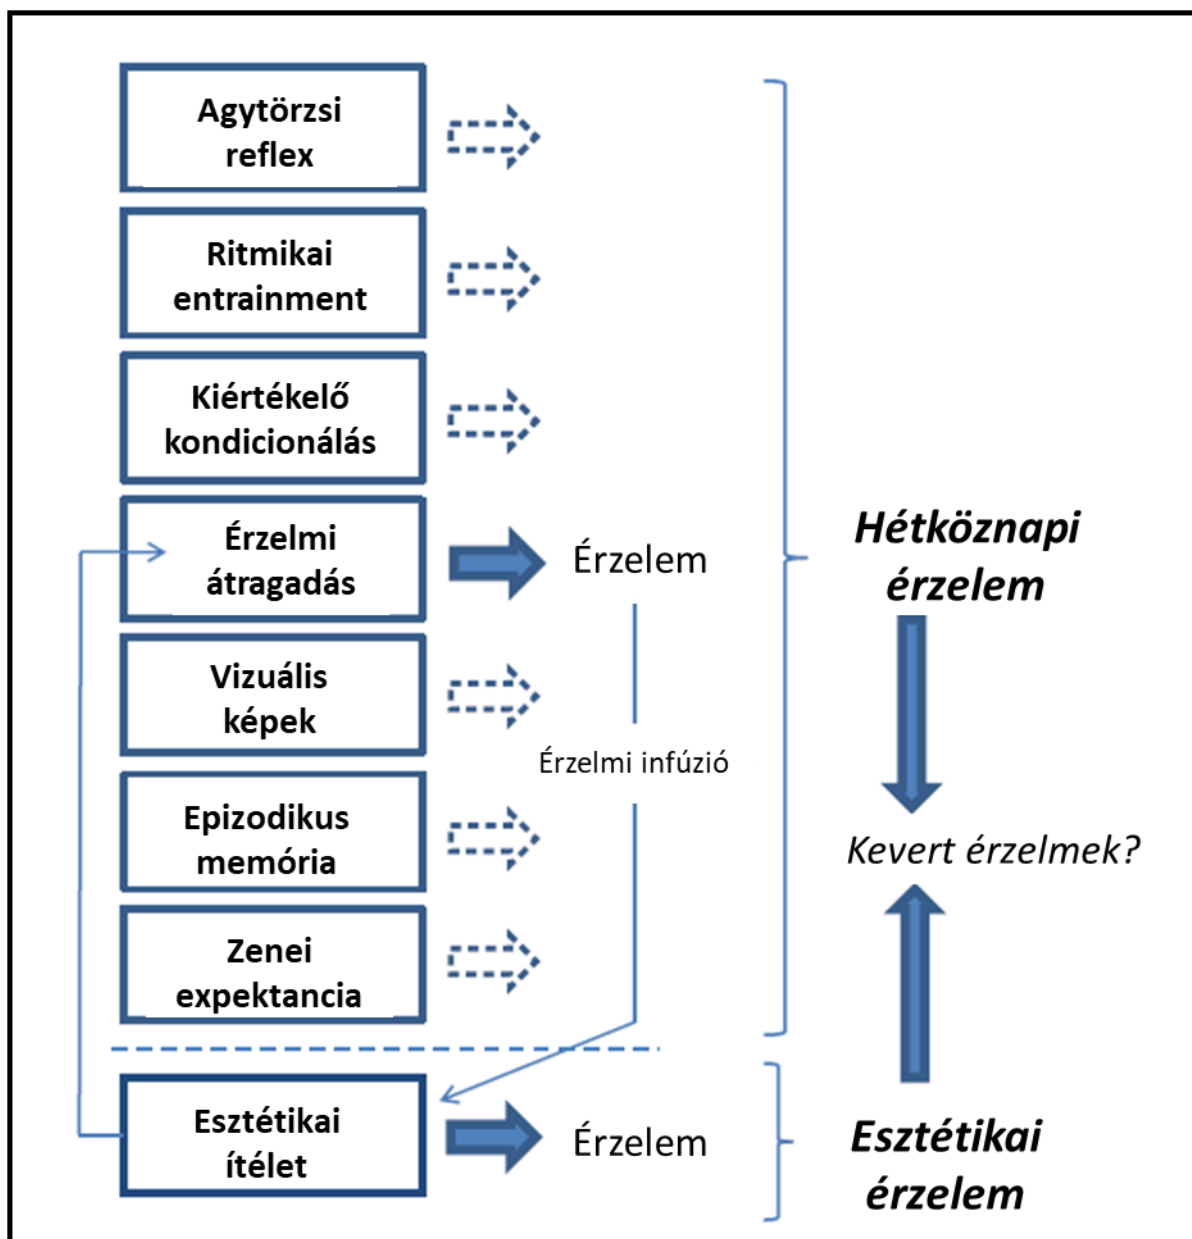 Agytörzsi
reflex
Ritmikai
entrainment
Kiértékelő
kondicionálás
Érzelmi
átragadás
Érzelem
Hétköznapi
érzelem
Vizuális
képek
Érzelmi infúzió
Epizodikus
memória
Kevert érzelmek?
Zenei
expektancia
Esztétikai
ítélet
Érzelem
Esztétikai
érzelem